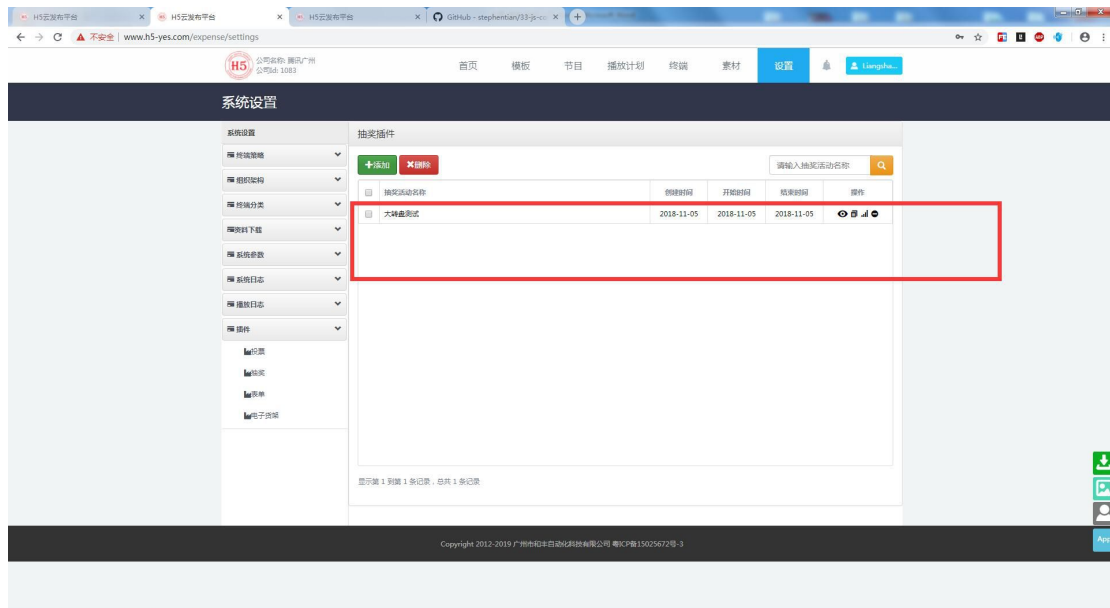 H5云发布平台
H5云发布平台
H5云发布平台
GitHub - stephentian/33-js-cc
不安全 | www.h5-yes.com/expense/settings
H5
公司名称: 腾讯广州
公司Id: 1083
首页 模板 节目 播放计划 终端 素材 设置 Liangsha...
系统设置
系统设置
终端策略
组织架构
终端分类
资料下载
系统参数
系统日志
播放日志
插件
投票
抽奖
表单
电子货架
抽奖插件
添加 删除 请输入抽奖活动名称
抽奖活动名称 创建时间 开始时间 结束时间 操作
大转盘测试 2018-11-05 2018-11-05 2018-11-05
显示第 1 到第 1 条记录，总共 1 条记录
App
Copyright 2012-2019 广州市和丰自动化科技有限公司 粤ICP备15025672号-3